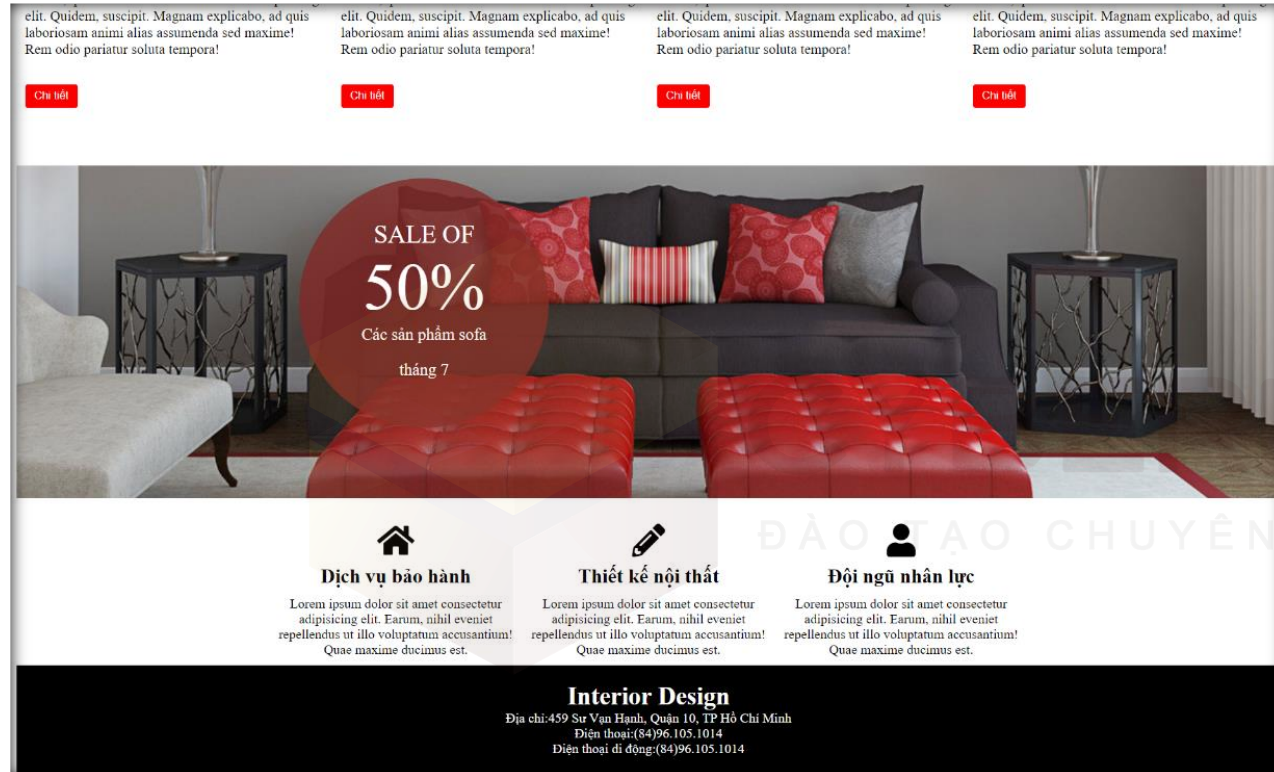 elit. Quidem, suscipit. Magnam explicabo, ad quis
laboriosam animi alias assumenda sed maxime!
Rem odio pariatur soluta tempora!
Chi tiết
elit. Quidem, suscipit. Magnam explicabo, ad quis
laboriosam animi alias assumenda sed maxime!
Rem odio pariatur soluta tempora!
Chi tiết
elit. Quidem, suscipit. Magnam explicabo, ad quis
laboriosam animi alias assumenda sed maxime!
Rem odio pariatur soluta tempora!
Chi tiết
elit. Quidem, suscipit. Magnam explicabo, ad quis
laboriosam animi alias assumenda sed maxime!
Rem odio pariatur soluta tempora!
Chi tiết
SALE OF
50%
Các sản phẩm sofa
tháng 7
ĐÀO TẠO CHUYÊN
Dịch vụ bảo hành
Lorem ipsum dolor sit amet consectetur
adipisicing elit. Earum, nihil eveniet
repellendus ut illo voluptatum accusantium!
Quae maxime ducimus est.
Thiết kế nội thất
Lorem ipsum dolor sit amet consectetur
adipisicing elit. Earum, nihil eveniet
repellendus ut illo voluptatum accusantium!
Quae maxime ducimus est.
Đội ngũ nhân lực
Lorem ipsum dolor sit amet consectetur
adipisicing elit. Earum, nihil eveniet
repellendus ut illo voluptatum accusantium!
Quae maxime ducimus est.
Interior Design
Địa chỉ:459 Sư Vạn Hạnh, Quận 10, TP Hồ Chí Minh
Điện thoại:(84)96.105.1014
Điện thoại di động:(84)96.105.1014